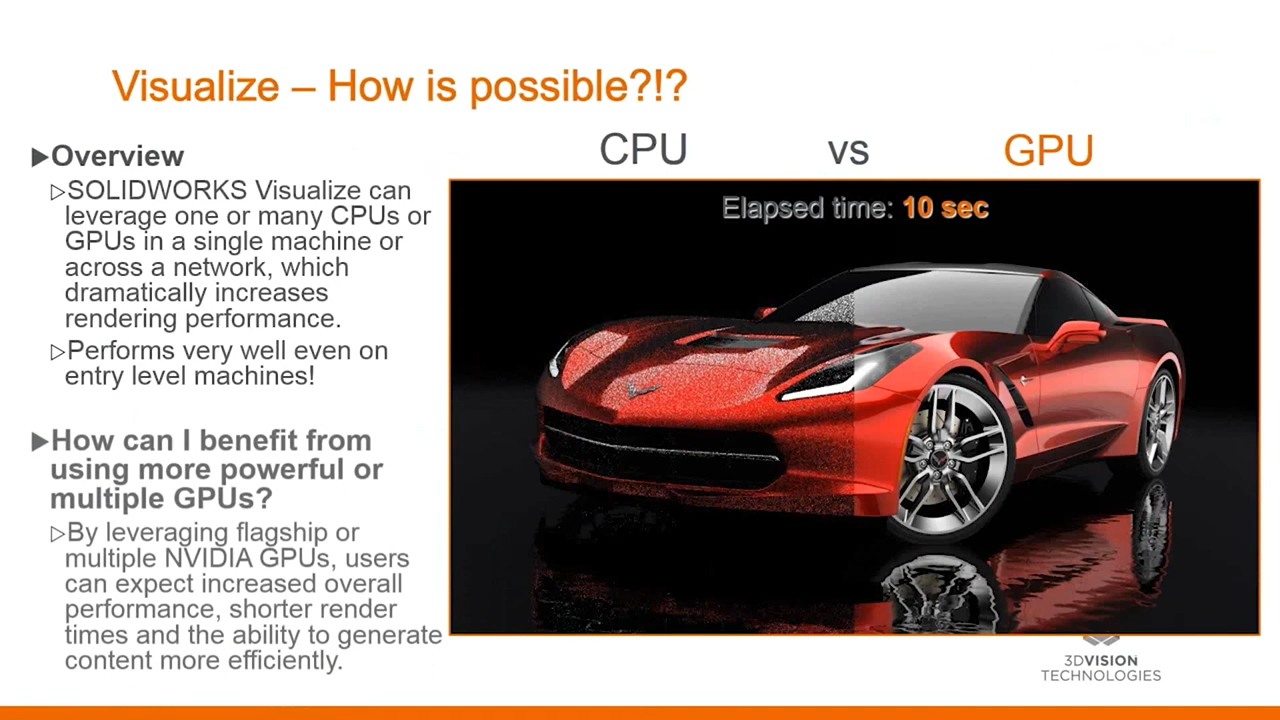 Visualize – How is possible?!?
Overview
SOLIDWORKS Visualize can
leverage one or many CPUs or
GPUs in a single machine or
across a network, which
dramatically increases
rendering performance.
Performs very well even on
entry level machines!
How can I benefit from
using more powerful or
multiple GPUs?
By leveraging flagship or
multiple NVIDIA GPUs, users
can expect increased overall
performance, shorter render
times and the ability to generate
content more efficiently.
CPU vs GPU
Elapsed time: 10 sec
3DVISION
TECHNOLOGIES